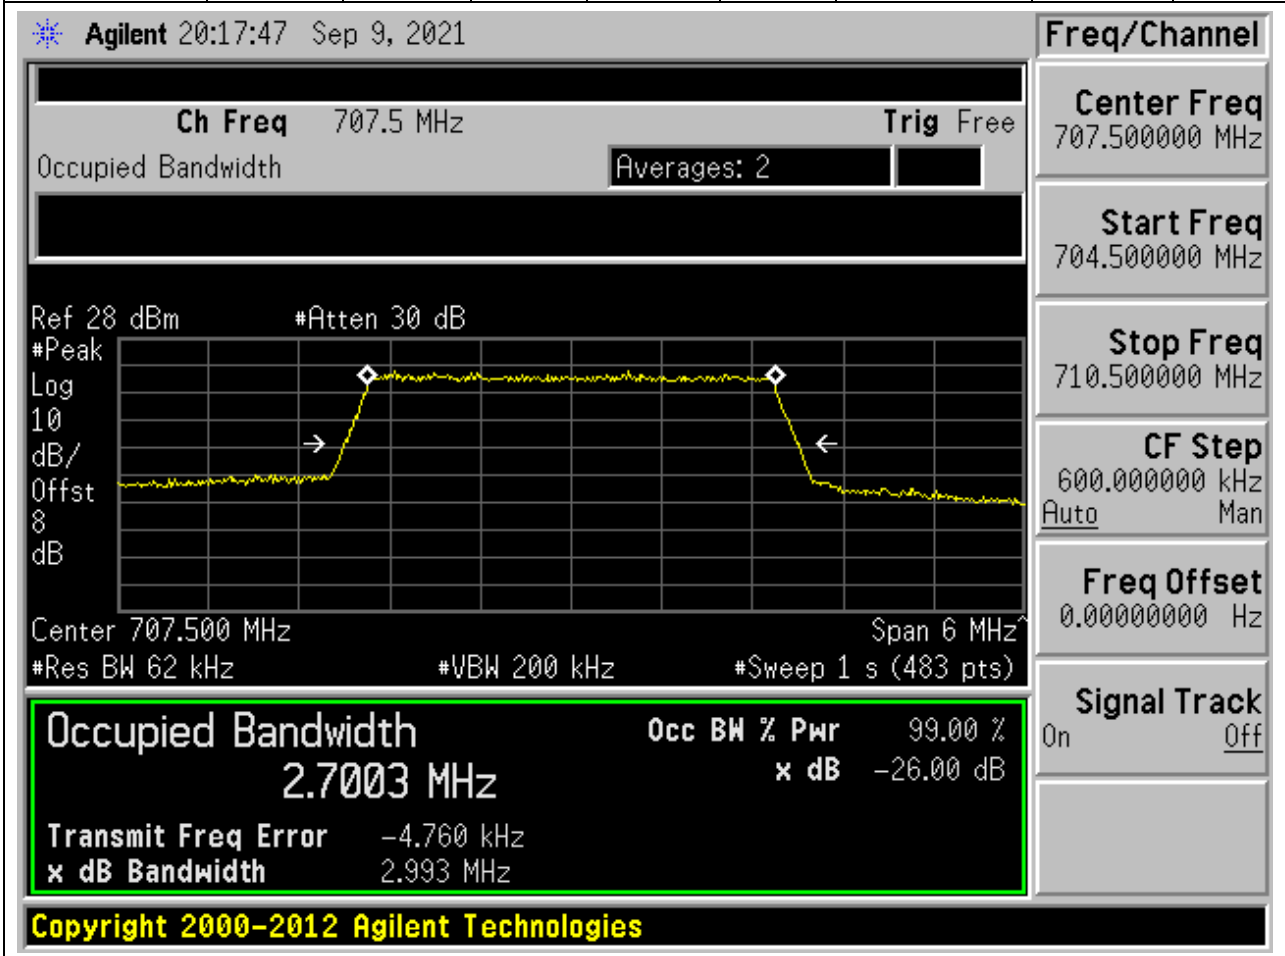 Agilent 20:17:47 Sep 9, 2021
Freq/Channel
Ch Freq 707.5 MHz Trig Free
Occupied Bandwidth Averages: 2
Ref 28 dBm #Atten 30 dB
#Peak
Log
10
dB/
Offst
8
dB
Center 707.500 MHz Span 6 MHz^
#Res BW 62 kHz #VBW 200 kHz #Sweep 1 s (483 pts)
Occupied Bandwidth Occ BW % Pwr 99.00 %
2.7003 MHz x dB -26.00 dB
Transmit Freq Error -4.760 kHz
x dB Bandwidth 2.993 MHz
Copyright 2000-2012 Agilent Technologies
Center Freq
707.500000 MHz
Start Freq
704.500000 MHz
Stop Freq
710.500000 MHz
CF Step
600.000000 kHz
Auto Man
Freq Offset
0.00000000 Hz
Signal Track
On Off